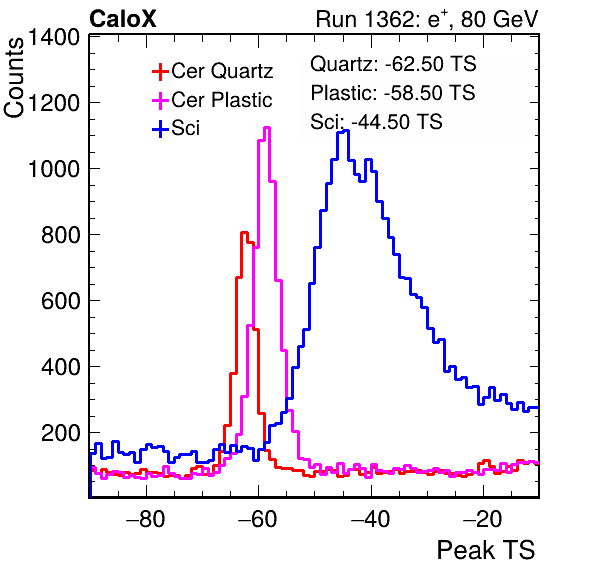 CaloX Run 1362: e⁺, 80 GeV
Counts
1400
1200
1000
800
600
400
200
Cer Quartz
Cer Plastic
Sci
Quartz: -62.50 TS
Plastic: -58.50 TS
Sci: -44.50 TS
−80 −60 −40 −20
Peak TS